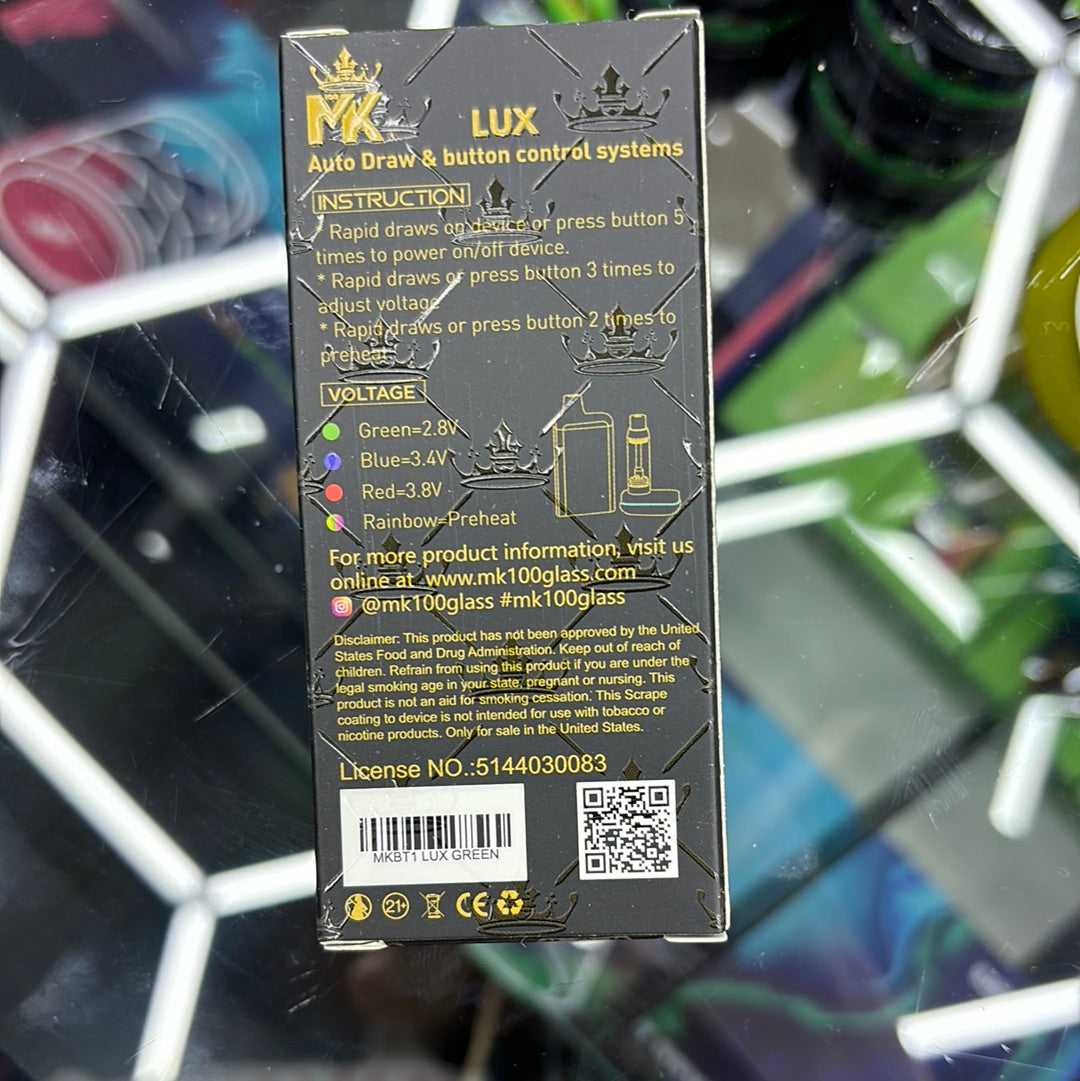 MK
LUX
Auto Draw & button control systems
INSTRUCTION
* Rapid draws on device or press button 5
times to power on/off device.
* Rapid draws or press button 3 times to
adjust voltage
* Rapid draws or press button 2 times to
preheat.
VOLTAGE
Green=2.8V
Blue=3.4V
Red=3.8V
Rainbow=Preheat
For more product information, visit us
online at www.mk100glass.com
@mk100glass #mk100glass
Disclaimer: This product has not been approved by the United
States Food and Drug Administration. Keep out of reach of
children. Refrain from using this product if you are under the
legal smoking age in your state, pregnant or nursing. This
product is not an aid for smoking cessation. This Scrape
coating to device is not intended for use with tobacco or
nicotine products. Only for sale in the United States.
License NO.:5144030083
MKBT1 LUX GREEN
21+
CE